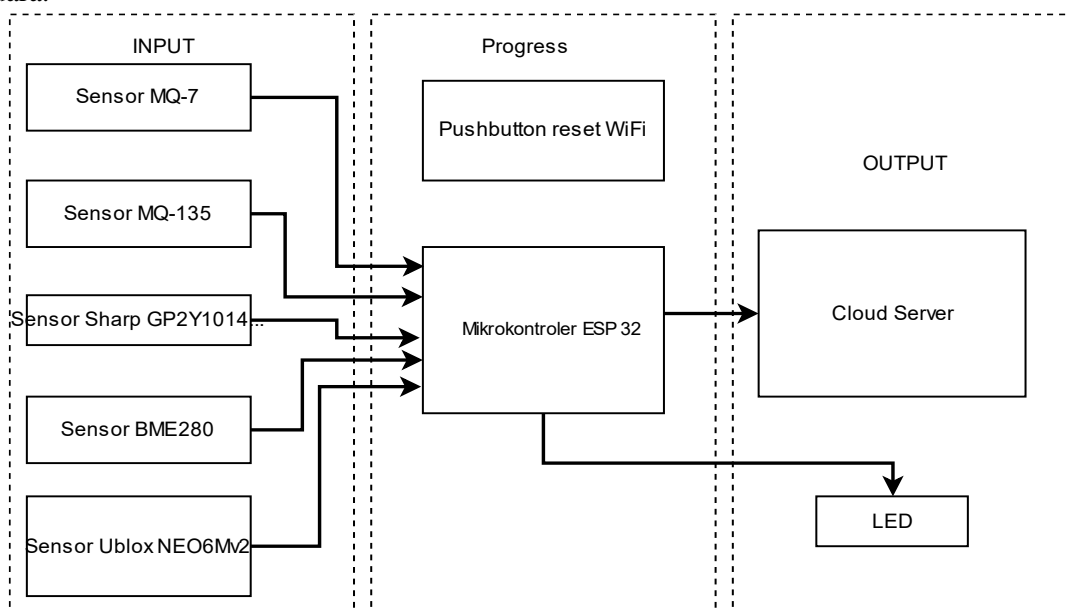 INPUT
Sensor MQ-7
Sensor MQ-135
Sensor Sharp GP2Y1014...
Sensor BME280
Sensor Ublox NEO6Mv2
Progress
Pushbutton reset WiFi
Mikrokontroler ESP 32
OUTPUT
Cloud Server
LED